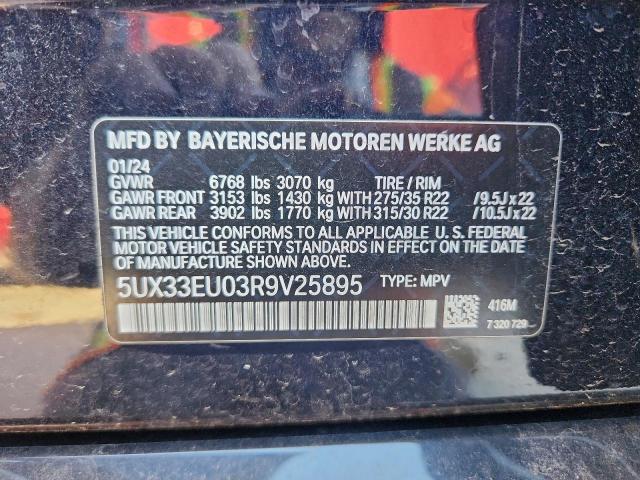 MFD BY BAYERISCHE MOTOREN WERKE AG
01/24
GVWR 6768 lbs 3070 kg TIRE / RIM
GAWR FRONT 3153 lbs 1430 kg WITH 275/35 R22 /9.5Jx22
GAWR REAR 3902 lbs 1770 kg WITH 315/30 R22 /10.5Jx22
THIS VEHICLE CONFORMS TO ALL APPLICABLE U. S. FEDERAL
MOTOR VEHICLE SAFETY STANDARDS IN EFFECT ON THE DATE
OF MANUFACTURE SHOWN ABOVE.
5UX33EU03R9V25895 TYPE: MPV
416M
7 320 729